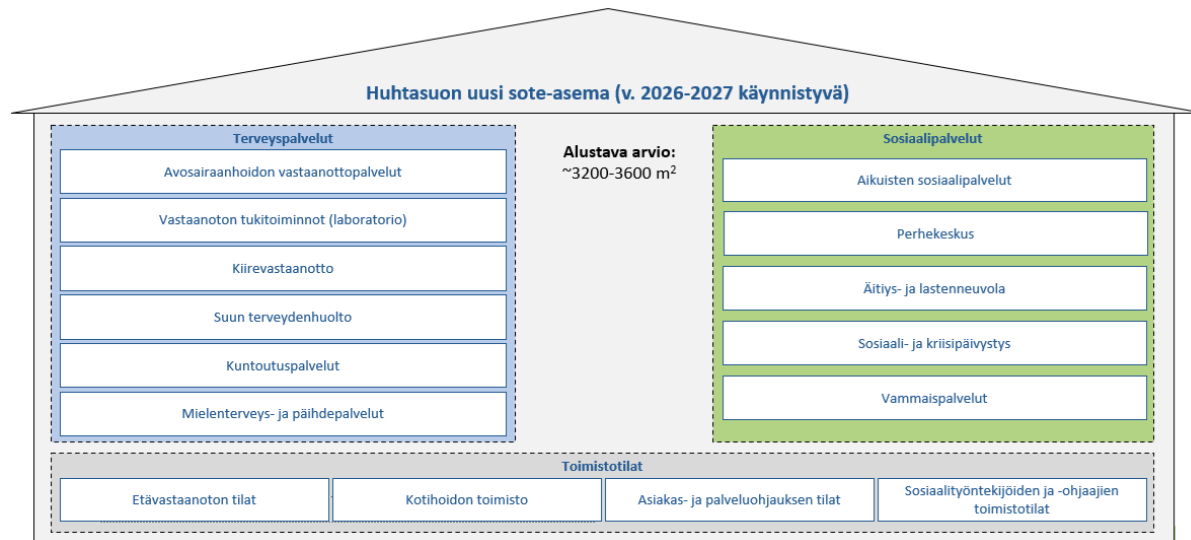 Huhtasuon uusi sote-asema (v. 2026-2027 käynnistyvä)
Terveyspalvelut
Avosairaanhoidon vastaanottopalvelut
Vastaanoton tukitoiminnot (laboratorio)
Kiirevastaanotto
Suun terveydenhuolto
Kuntoutuspalvelut
Mielenterveys- ja päihdepalvelut
Alustava arvio:
~3200-3600 m²
Sosiaalipalvelut
Aikuisten sosiaalipalvelut
Perhekeskus
Äitiys- ja lastenneuvola
Sosiaali- ja kriisipäivystys
Vammaispalvelut
Toimistotilat
Etävastaanoton tilat
Kotihoidon toimisto
Asiakas- ja palveluohjauksen tilat
Sosiaalityöntekijöiden ja -ohjaajien
toimistotilat